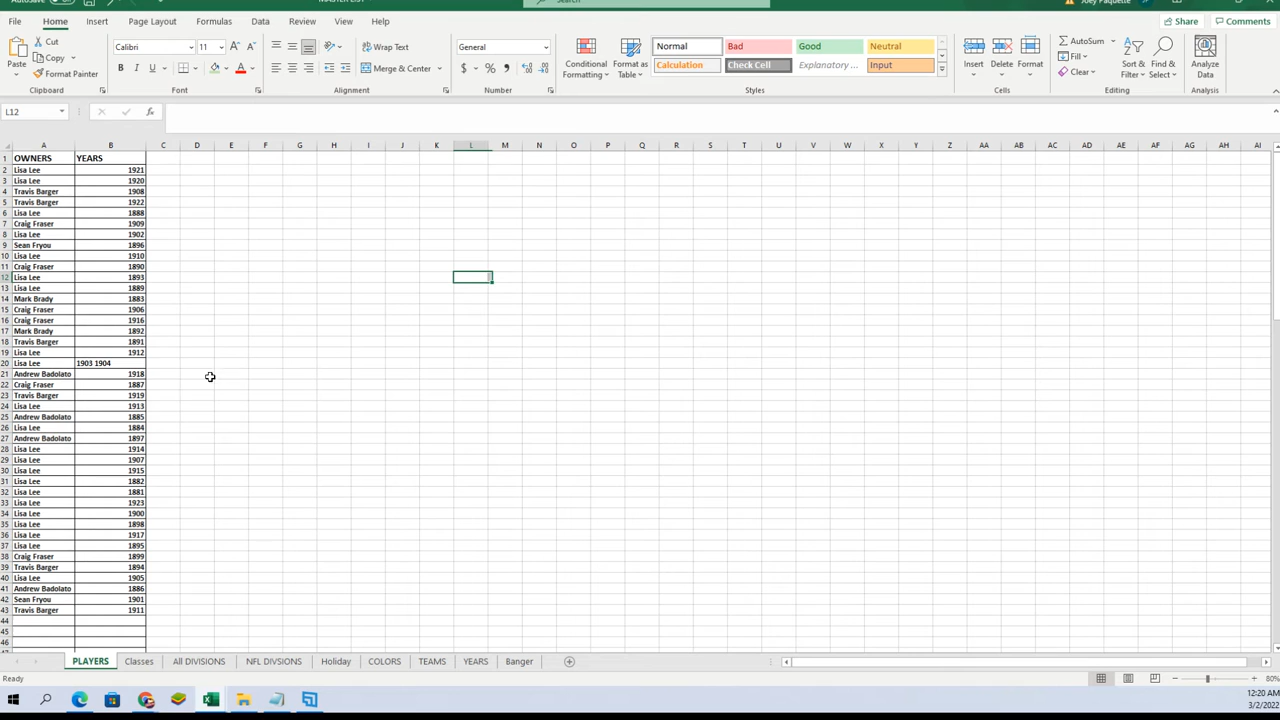 Joey Paquette
File Home Insert Page Layout Formulas Data Review View Help Share Comments
Cut
Copy
Format Painter
Paste
Calibri 11
Wrap Text
Merge & Center
General
Conditional Formatting
Format as Table
Normal Bad Good Neutral
Calculation Check Cell Explanatory ... Input
Insert Delete Format
AutoSum
Fill
Clear
Sort & Filter
Find & Select
Analyze Data
Clipboard Font Alignment Number Styles Cells Editing Analysis
L12
A B C D E F G H I J K L M N O P Q R S T U V W X Y Z AA AB AC AD AE AF AG AH AI
1 OWNERS YEARS
2 Lisa Lee 1921
3 Lisa Lee 1920
4 Travis Barger 1908
5 Travis Barger 1922
6 Lisa Lee 1888
7 Craig Fraser 1909
8 Lisa Lee 1902
9 Sean Fryou 1896
10 Lisa Lee 1910
11 Craig Fraser 1890
12 Lisa Lee 1893
13 Lisa Lee 1889
14 Mark Brady 1883
15 Craig Fraser 1906
16 Craig Fraser 1916
17 Mark Brady 1892
18 Travis Barger 1891
19 Lisa Lee 1912
20 Lisa Lee 1903 1904
21 Andrew Badolato 1918
22 Craig Fraser 1887
23 Travis Barger 1919
24 Lisa Lee 1913
25 Andrew Badolato 1885
26 Lisa Lee 1884
27 Andrew Badolato 1897
28 Lisa Lee 1914
29 Lisa Lee 1907
30 Lisa Lee 1915
31 Lisa Lee 1882
32 Lisa Lee 1881
33 Lisa Lee 1923
34 Lisa Lee 1900
35 Lisa Lee 1898
36 Lisa Lee 1917
37 Lisa Lee 1895
38 Craig Fraser 1899
39 Travis Barger 1894
40 Lisa Lee 1905
41 Andrew Badolato 1886
42 Sean Fryou 1901
43 Travis Barger 1911
44
45
46
PLAYERS Classes All DIVISIONS NFL DIVSIONS Holiday COLORS TEAMS YEARS Banger
Ready 80%
12:20 AM
3/2/2022